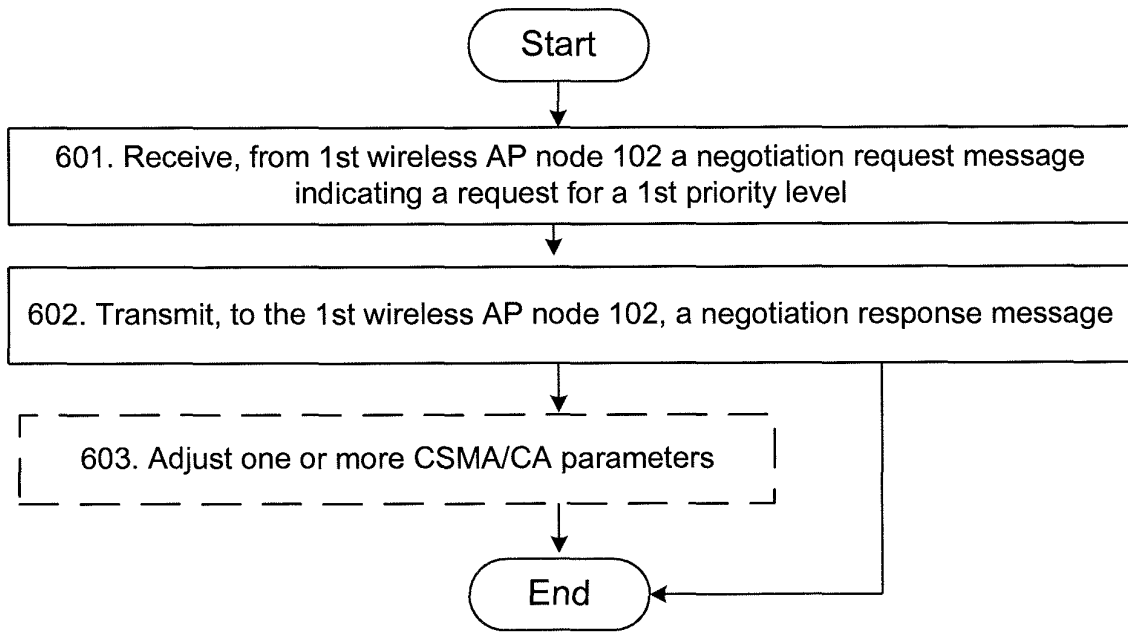 Start
601. Receive, from 1st wireless AP node 102 a negotiation request message
indicating a request for a 1st priority level
602. Transmit, to the 1st wireless AP node 102, a negotiation response message
603. Adjust one or more CSMA/CA parameters
End